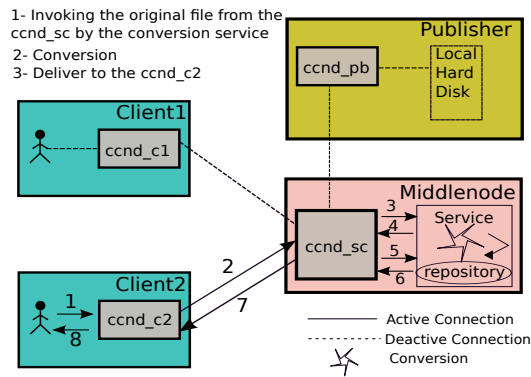 1- Invoking the original file from the
ccnd_sc by the conversion service
2- Conversion
3- Deliver to the ccnd_c2
Publisher
ccnd_pb
Local
Hard
Disk
Client1
ccnd_c1
Middlenode
ccnd_sc
3
4
5
6
Service
repository
Client2
ccnd_c2
1
8
2
7
Active Connection
Deactive Connection
Conversion